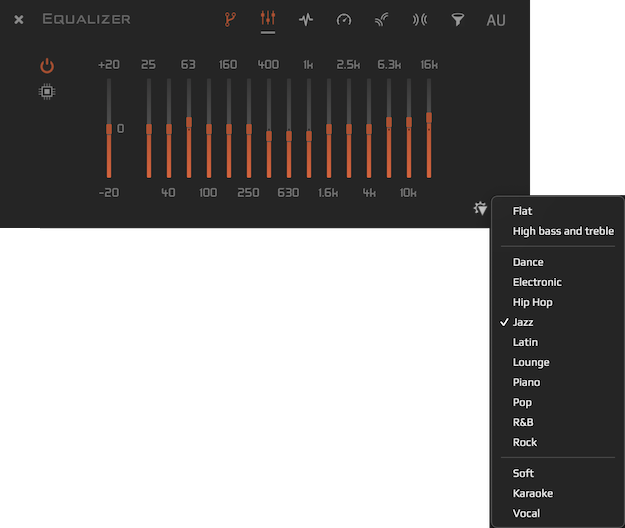 EQUALIZER
AU
+20 25 63 160 400 1k 2.5k 6.3k 16k
0
-20 40 100 250 630 1.6k 4k 10k
Flat
High bass and treble
Dance
Electronic
Hip Hop
Jazz
Latin
Lounge
Piano
Pop
R&B
Rock
Soft
Karaoke
Vocal